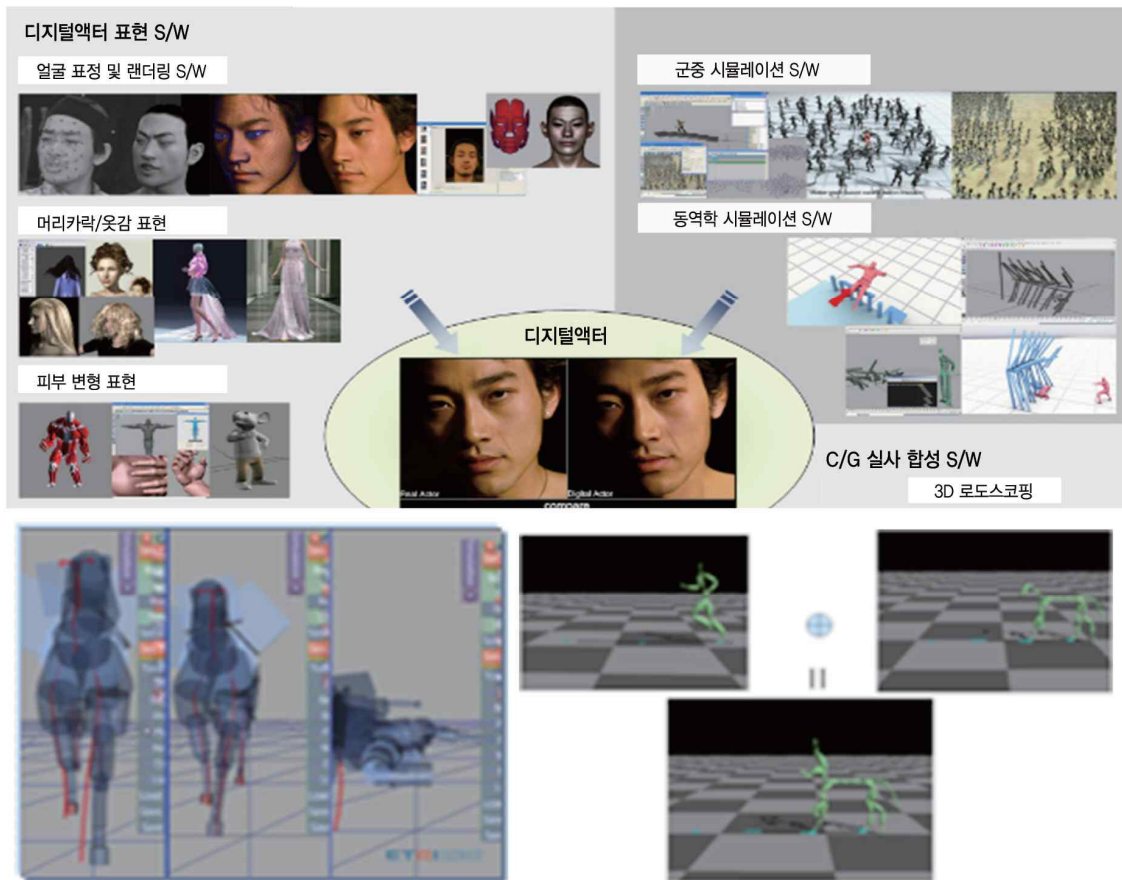 디지털액터 표현 S/W
얼굴 표정 및 랜더링 S/W
머리카락/옷감 표현
피부 변형 표현
군중 시뮬레이션 S/W
동역학 시뮬레이션 S/W
디지털액터
Real Actor
Digital Actor
compare
C/G 실사 합성 S/W
3D 로도스코핑